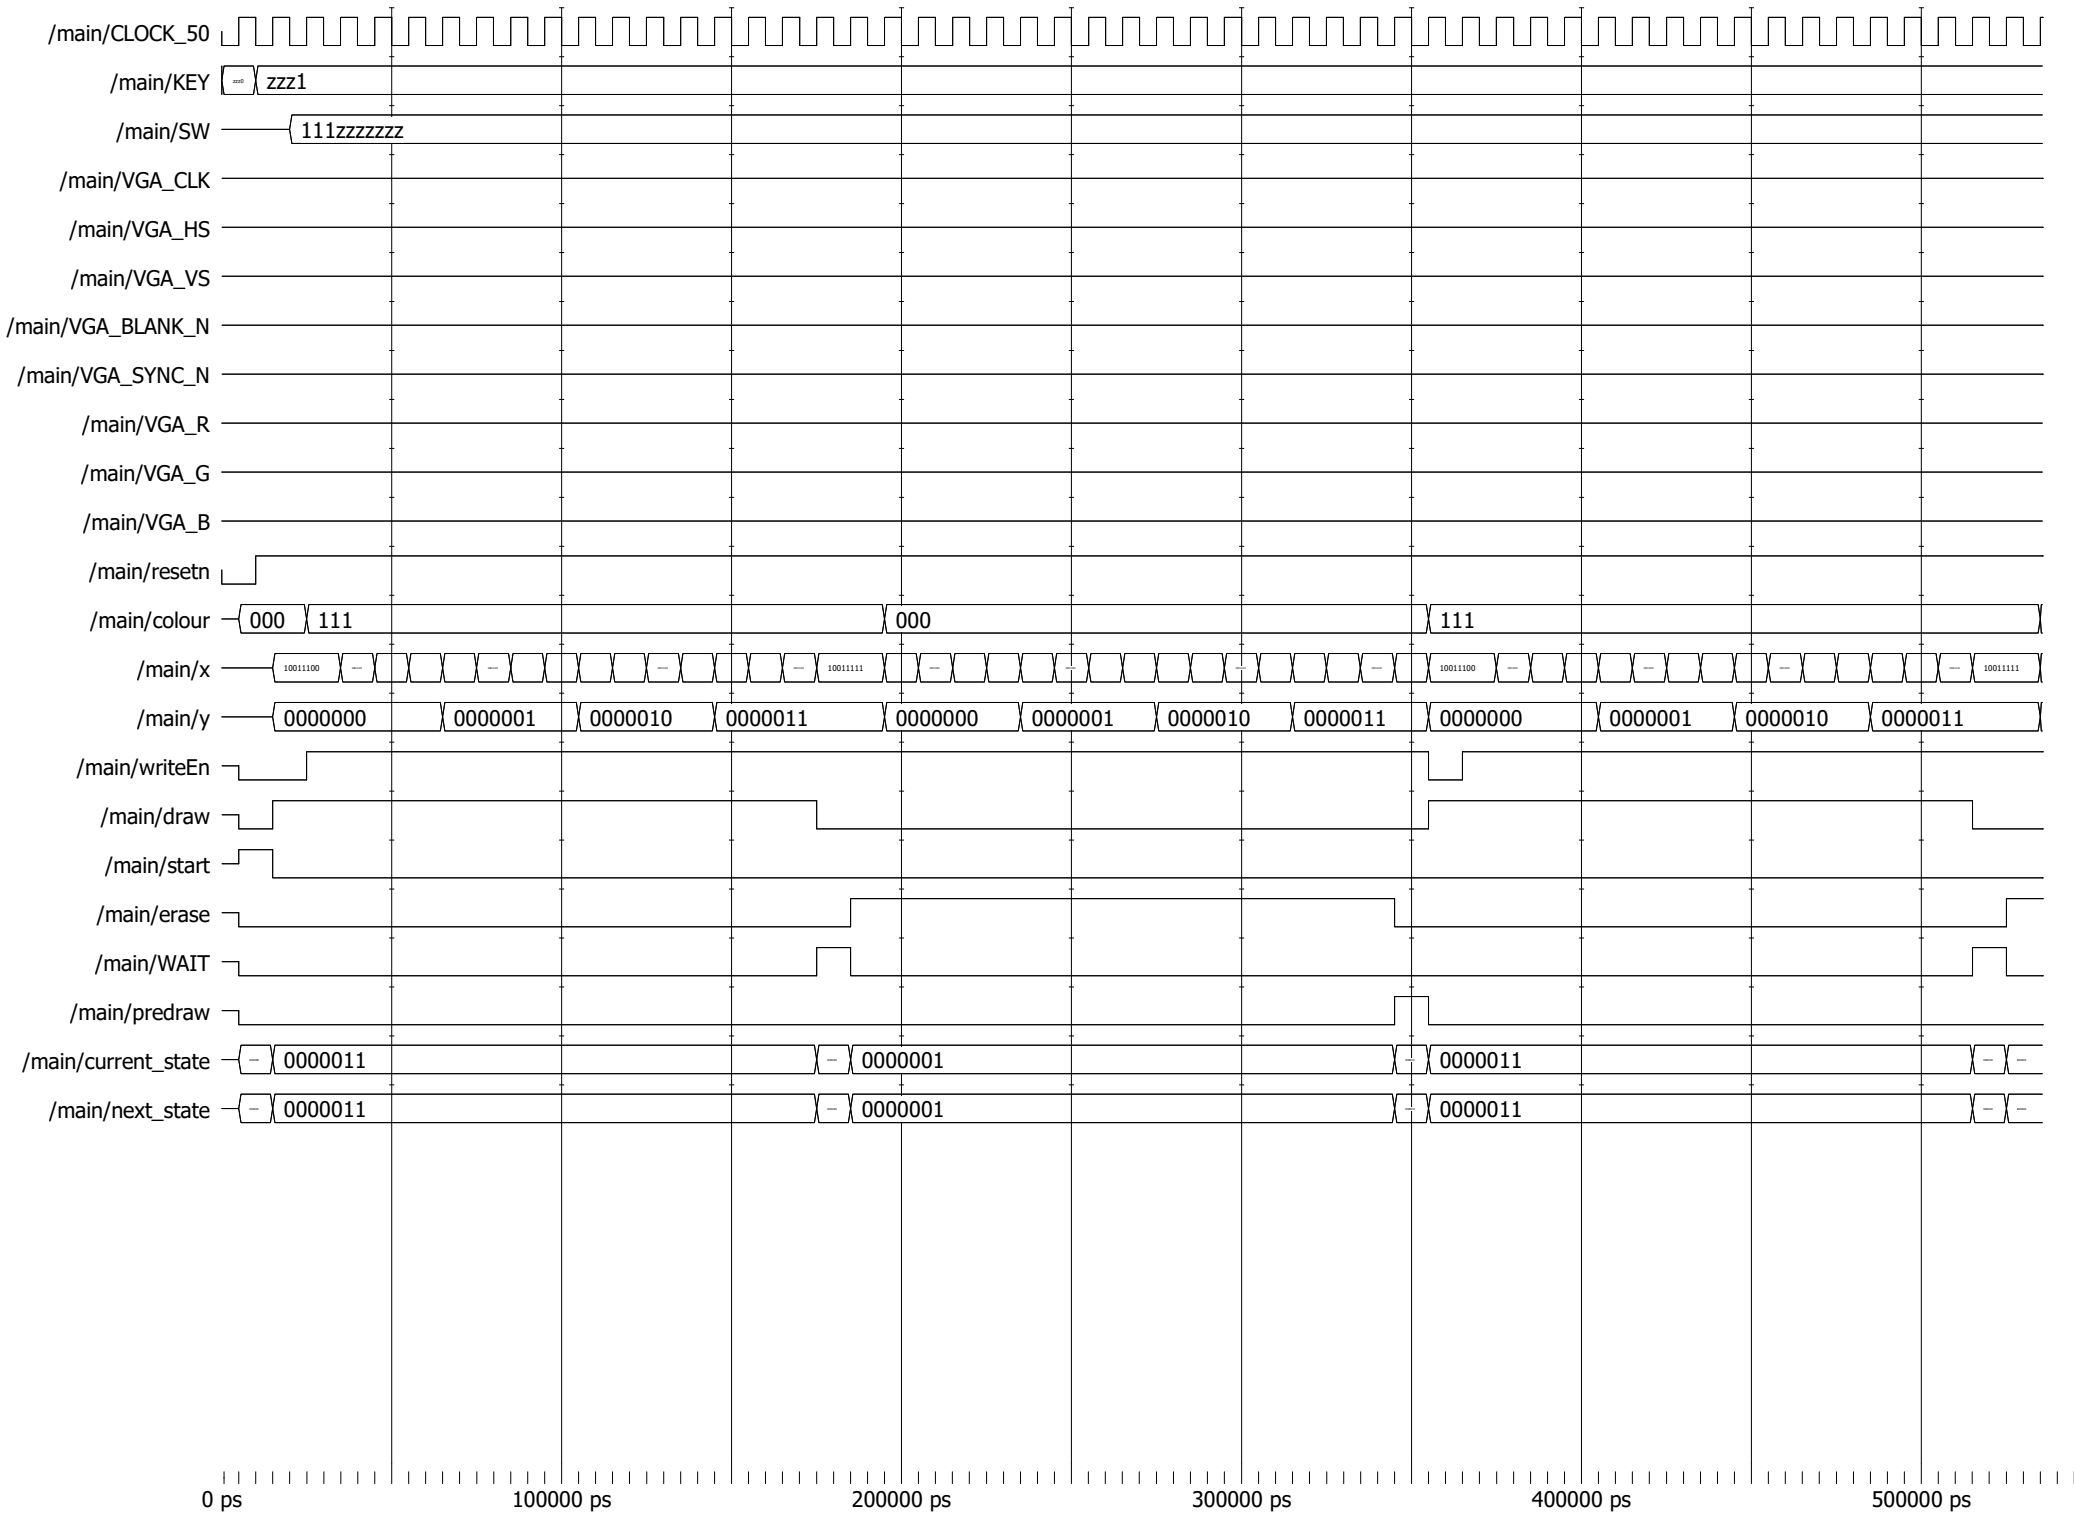 /main/CLOCK_50
/main/KEY zzz0 zzz1
/main/SW 111zzzzzzz
/main/VGA_CLK
/main/VGA_HS
/main/VGA_VS
/main/VGA_BLANK_N
/main/VGA_SYNC_N
/main/VGA_R
/main/VGA_G
/main/VGA_B
/main/resetn
/main/colour 000 111 000 111
/main/x 10011100 10011111 10011100 10011111
/main/y 0000000 0000001 0000010 0000011 0000000 0000001 0000010 0000011 0000000 0000001 0000010 0000011
/main/writeEn
/main/draw
/main/start
/main/erase
/main/WAIT
/main/predraw
/main/current_state 0000011 0000001 0000011
/main/next_state 0000011 0000001 0000011
0 ps 100000 ps 200000 ps 300000 ps 400000 ps 500000 ps